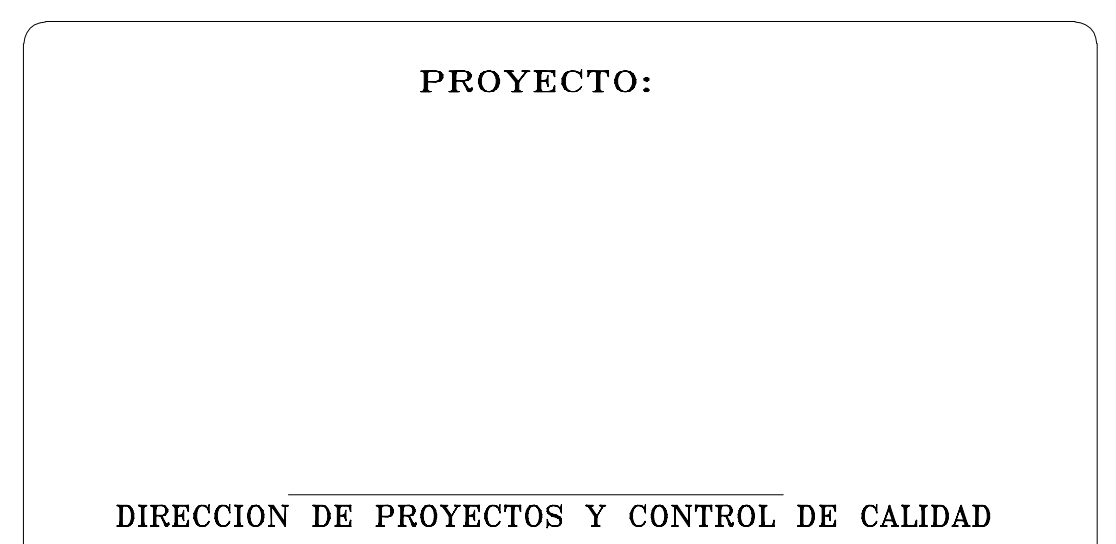 PROYECTO:
DIRECCION DE PROYECTOS Y CONTROL DE CALIDAD